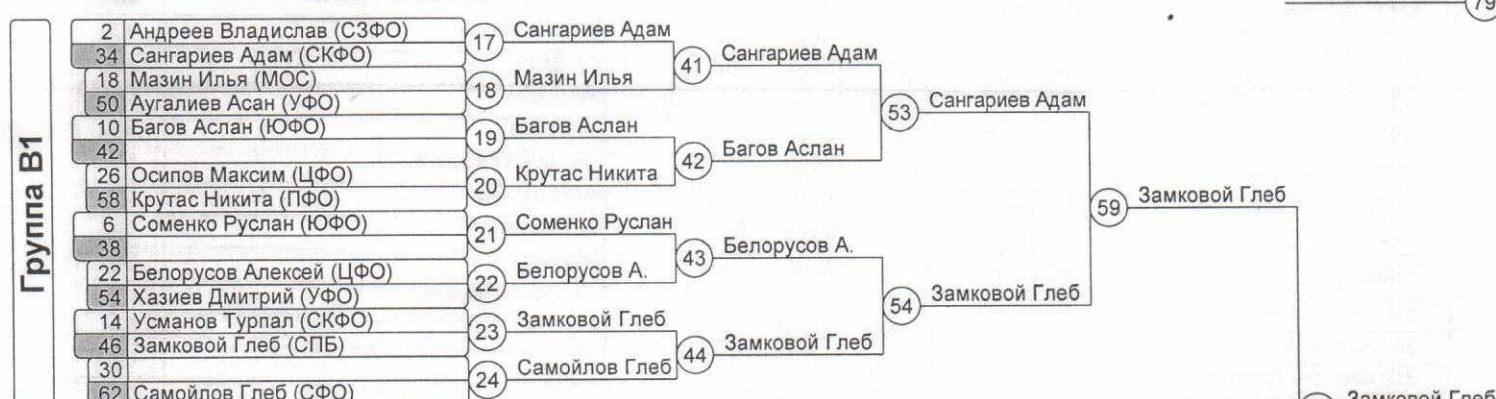 79
Группа B1
2 Андреев Владислав (СЗФО)
34 Сангариев Адам (СКФО)
18 Мазин Илья (МОС)
50 Аугалиев Асан (УФО)
10 Багов Аслан (ЮФО)
42
26 Осипов Максим (ЦФО)
58 Крутас Никита (ПФО)
6 Соменко Руслан (ЮФО)
38
22 Белорусов Алексей (ЦФО)
54 Хазиев Дмитрий (УФО)
14 Усманов Турпал (СКФО)
46 Замковой Глеб (СПБ)
30
62 Самойлов Глеб (СФО)
17 Сангариев Адам
18 Мазин Илья
19 Багов Аслан
20 Крутас Никита
21 Соменко Руслан
22 Белорусов А.
23 Замковой Глеб
24 Самойлов Глеб
41 Сангариев Адам
42 Багов Аслан
43 Белорусов А.
44 Замковой Глеб
53 Сангариев Адам
54 Замковой Глеб
59 Замковой Глеб
Замковой Глеб